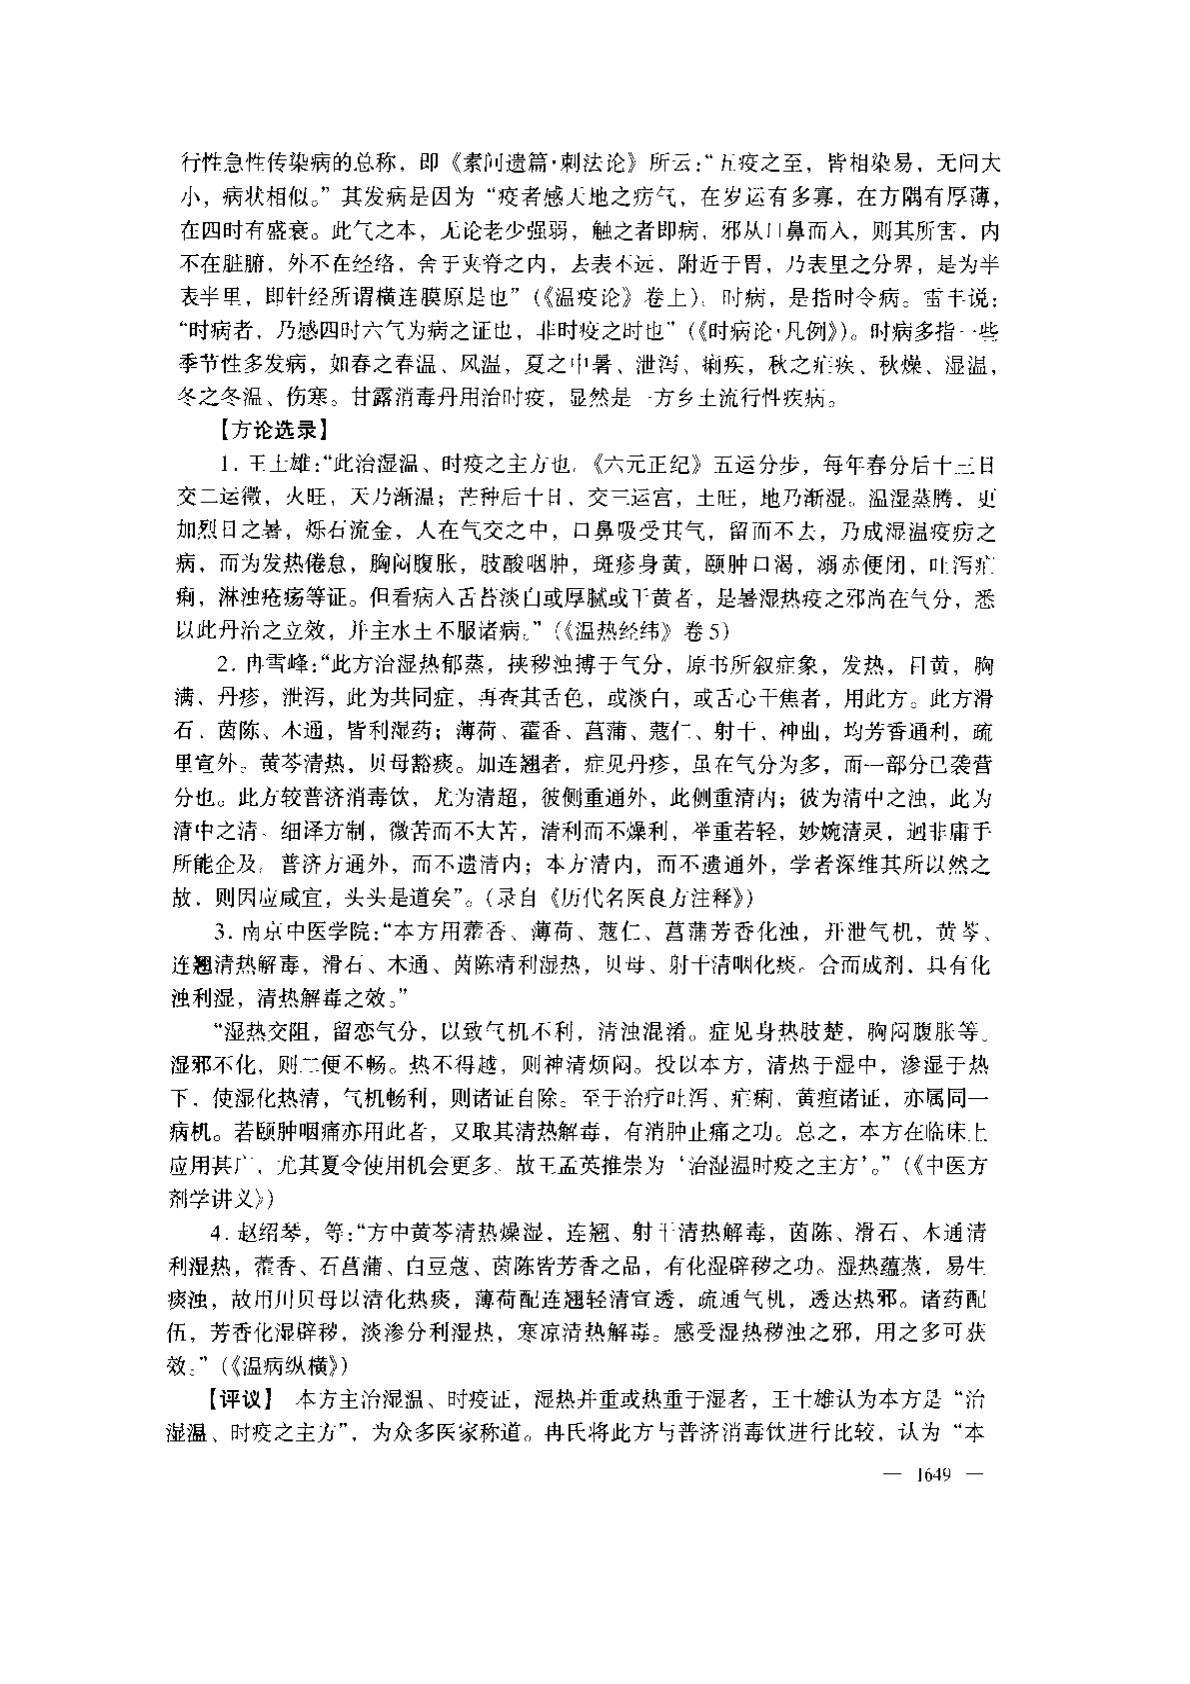 行性急性传染病的总称，即《素问遗篇·刺法论》所云：“五疫之至，皆相染易，无问大
小，病状相似。”其发病是因为“疫者感天地之疠气，在岁运有多寡，在方隅有厚薄，
在四时有盛衰。此气之本，无论老少强弱，触之者即病，邪从口鼻而入，则其所害，内
不在脏腑，外不在经络，舍于夹脊之内，去表不远，附近于胃，乃表里之分界，是为半
表半里，即针经所谓横连膜原是也”（《温疫论》卷上）。时病，是指时令病。雷丰说：
“时病者，乃感四时六气为病之证也，非时疫之时也”（《时病论·凡例》）。时病多指一些
季节性多发病，如春之春温、风温，夏之中暑、泄泻、痢疾，秋之疟疾、秋燥、湿温，
冬之冬温、伤寒。甘露消毒丹用治时疫，显然是一方乡土流行性疾病。
【方论选录】
1．王士雄：“此治湿温、时疫之主方也。《六元正纪》五运分步，每年春分后十三日
交二运徵，火旺，天乃渐温；芒种后十日，交三运宫，土旺，地乃渐湿。温湿蒸腾，更
加烈日之暑，烁石流金，人在气交之中，口鼻吸受其气，留而不去，乃成湿温疫疠之
病，而为发热倦怠，胸闷腹胀，肢酸咽肿，斑疹身黄，颐肿口渴，溺赤便闭，吐泻疟
痢，淋浊疮疡等证。但看病人舌苔淡白或厚腻或干黄者，是暑湿热疫之邪尚在气分，悉
以此丹治之立效，并主水土不服诸病。”（《温热经纬》卷5）
2．冉雪峰：“此方治湿热郁蒸，挟秽浊搏于气分，原书所叙症象，发热，目黄，胸
满、丹疹，泄泻，此为共同症，再查其舌色，或淡白，或舌心干焦者，用此方。此方滑
石、茵陈、木通，皆利湿药；薄荷、藿香、菖蒲、蔻仁、射干、神曲，均芳香通利，疏
里宣外。黄芩清热，贝母豁痰。加连翘者，症见丹疹，虽在气分为多，而一部分已袭营
分也。此方较普济消毒饮，尤为清超，彼侧重通外，此侧重清内；彼为清中之浊，此为
清中之清。细译方制，微苦而不大苦，清利而不燥利，举重若轻，妙婉清灵，迥非庸手
所能企及。普济方通外，而不遗清内；本方清内，而不遗通外，学者深维其所以然之
故，则因应咸宜，头头是道矣”。（录自《历代名医良方注释》）
3．南京中医学院：“本方用藿香、薄荷、蔻仁、菖蒲芳香化浊，开泄气机，黄芩、
连翘清热解毒，滑石、木通、茵陈清利湿热，贝母、射干清咽化痰。合而成剂，具有化
浊利湿，清热解毒之效。”
“湿热交阻，留恋气分，以致气机不利，清浊混淆。症见身热肢楚，胸闷腹胀等。
湿邪不化，则二便不畅。热不得越，则神清烦闷。投以本方，清热于湿中，渗湿于热
下，使湿化热清，气机畅利，则诸证自除。至于治疗吐泻、疟痢、黄疸诸证，亦属同一
病机。若颐肿咽痛亦用此者，又取其清热解毒，有消肿止痛之功。总之，本方在临床上
应用甚广，尤其夏令使用机会更多、故王孟英推崇为‘治湿温时疫之主方’。”（《中医方
剂学讲义》）
4．赵绍琴，等：“方中黄芩清热燥湿，连翘、射干清热解毒，茵陈、滑石、木通清
利湿热，藿香、石菖蒲、白豆蔻、茵陈皆芳香之品，有化湿辟秽之功。湿热蕴蒸，易生
痰浊，故用川贝母以清化热痰，薄荷配连翘轻清宣透，疏通气机，透达热邪。诸药配
伍，芳香化湿辟秽，淡渗分利湿热，寒凉清热解毒。感受湿热秽浊之邪，用之多可获
效。”（《温病纵横》）
【评议】 本方主治湿温、时疫证，湿热并重或热重于湿者，王士雄认为本方是“治
湿温、时疫之主方”，为众多医家称道。冉氏将此方与普济消毒饮进行比较，认为“本
— 1649 —